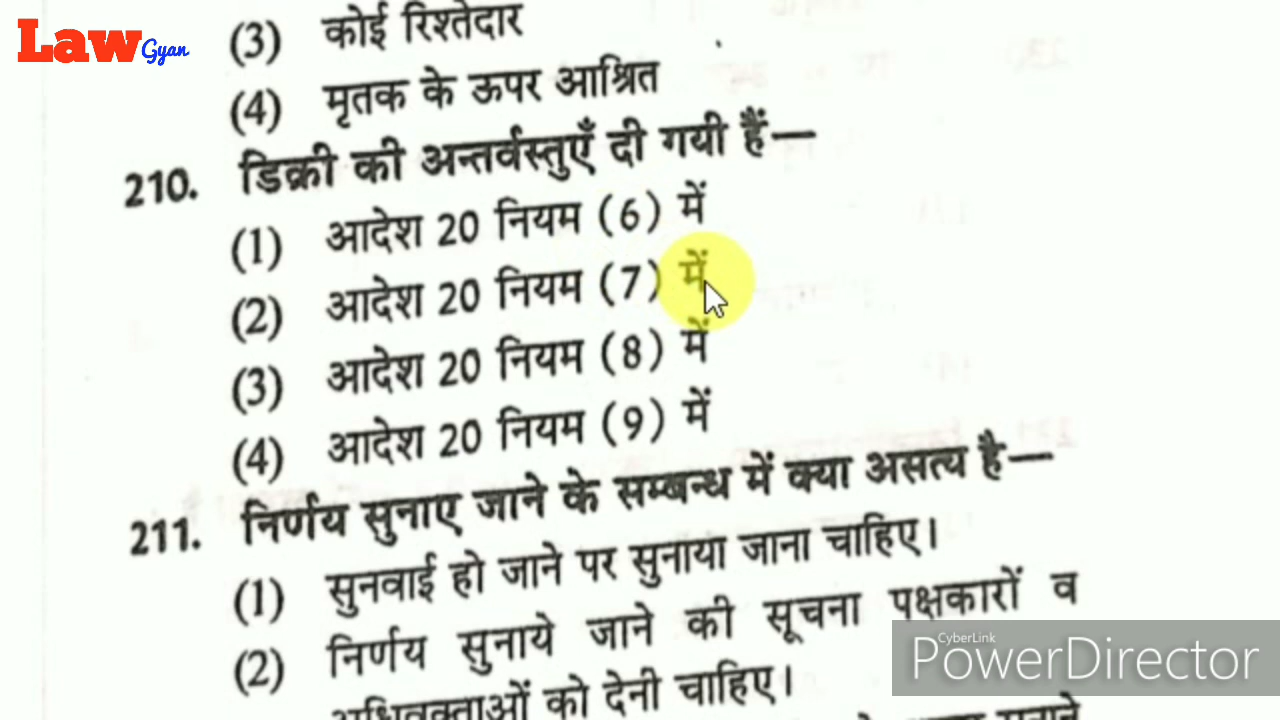 Law Gyan
(3) कोई रिश्तेदार
(4) मृतक के ऊपर आश्रित
210. डिक्री की अन्तर्वस्तुएँ दी गयी हैं—
(1) आदेश 20 नियम (6) में
(2) आदेश 20 नियम (7) में
(3) आदेश 20 नियम (8) में
(4) आदेश 20 नियम (9) में
211. निर्णय सुनाए जाने के सम्बन्ध में क्या असत्य है—
(1) सुनवाई हो जाने पर सुनाया जाना चाहिए।
(2) निर्णय सुनाये जाने की सूचना पक्षकारों व
अधिवक्ताओं को देनी चाहिए।
CyberLink
PowerDirector